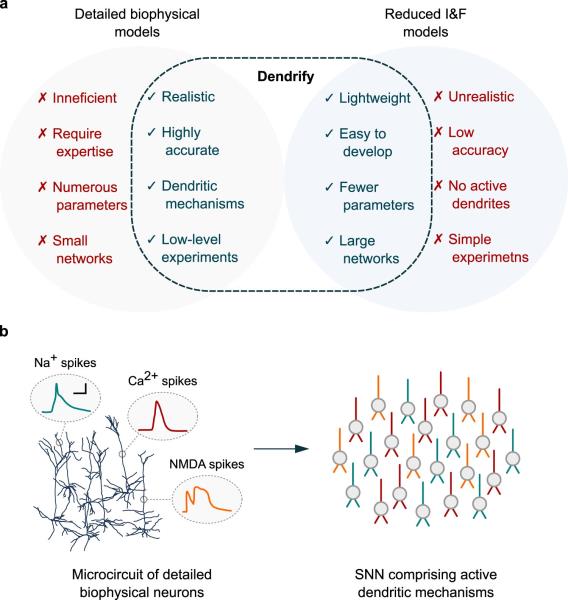 a
Detailed biophysical
models
Reduced I&F
models
Dendrify
✗ Inneficient
✗ Require
expertise
✗ Numerous
parameters
✗ Small
networks
✓ Realistic
✓ Highly
accurate
✓ Dendritic
mechanisms
✓ Low-level
experiments
✓ Lightweight
✓ Easy to
develop
✓ Fewer
parameters
✓ Large
networks
✗ Unrealistic
✗ Low
accuracy
✗ No active
dendrites
✗ Simple
experimetns
b
Na+ spikes
Ca2+ spikes
NMDA spikes
Microcircuit of detailed
biophysical neurons
SNN comprising active
dendritic mechanisms